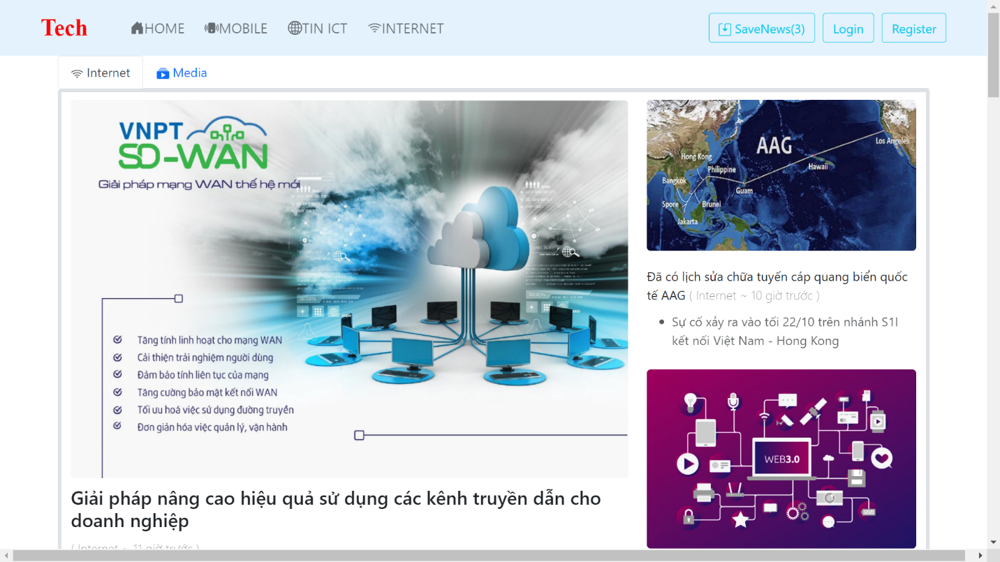 Tech
HOME
MOBILE
TIN ICT
INTERNET
SaveNews(3)
Login
Register
Internet
Media
VNPT
SD-WAN
Giải pháp mạng WAN thế hệ mới
Tăng tính linh hoạt cho mạng WAN
Cải thiện trải nghiệm người dùng
Đảm bảo tính liên tục của mạng
Tăng cường bảo mật kết nối WAN
Tối ưu hoá việc sử dụng đường truyền
Đơn giản hóa việc quản lý, vận hành
Giải pháp nâng cao hiệu quả sử dụng các kênh truyền dẫn cho
doanh nghiệp
( Internet ~ 11 giờ trước )
AAG
Los Angeles
Hong Kong
Hawaii
Philippine
Bangkok
Guam
Spore
Brunei
Jakarta
Đã có lịch sửa chữa tuyến cáp quang biển quốc
tế AAG ( Internet ~ 10 giờ trước )
Sự cố xảy ra vào tối 22/10 trên nhánh S1I
kết nối Việt Nam - Hong Kong
WEB3.0